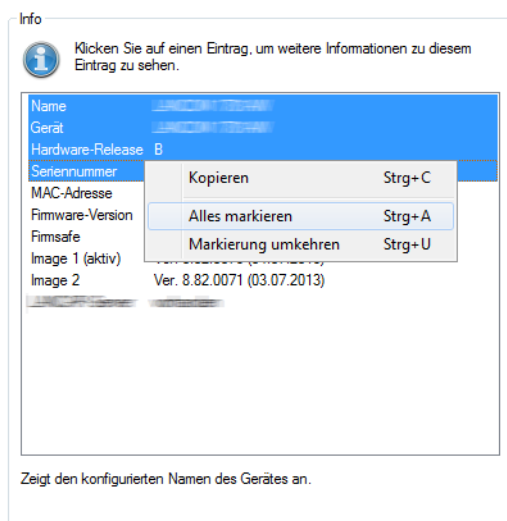 Info
Klicken Sie auf einen Eintrag, um weitere Informationen zu diesem
Eintrag zu sehen.
Name
Gerät
Hardware-Release B
Seriennummer
MAC-Adresse
Firmware-Version
Firmsafe
Image 1 (aktiv)
Image 2 Ver. 8.82.0071 (03.07.2013)
Kopieren Strg+C
Alles markieren Strg+A
Markierung umkehren Strg+U
Zeigt den konfigurierten Namen des Gerätes an.